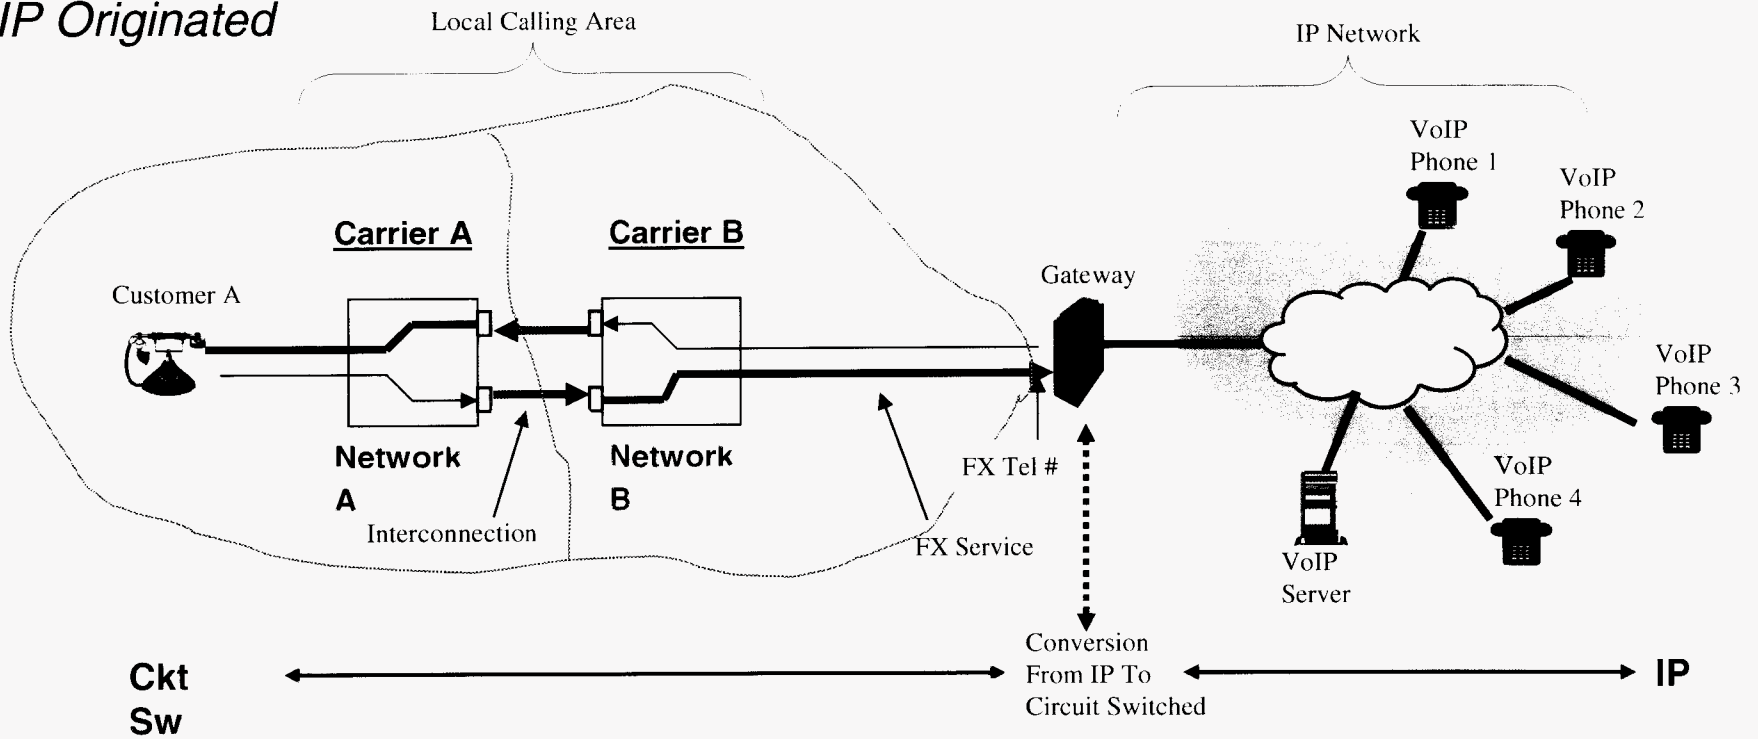 IP Originated
Local Calling Area
IP Network
VoIP
Phone 1
VoIP
Phone 2
Carrier A
Carrier B
Gateway
Customer A
VoIP
Phone 3
Network
A
Network
B
FX Tel #
VoIP
Phone 4
Interconnection
FX Service
VoIP
Server
Conversion
From IP To
Circuit Switched
Ckt
Sw
IP